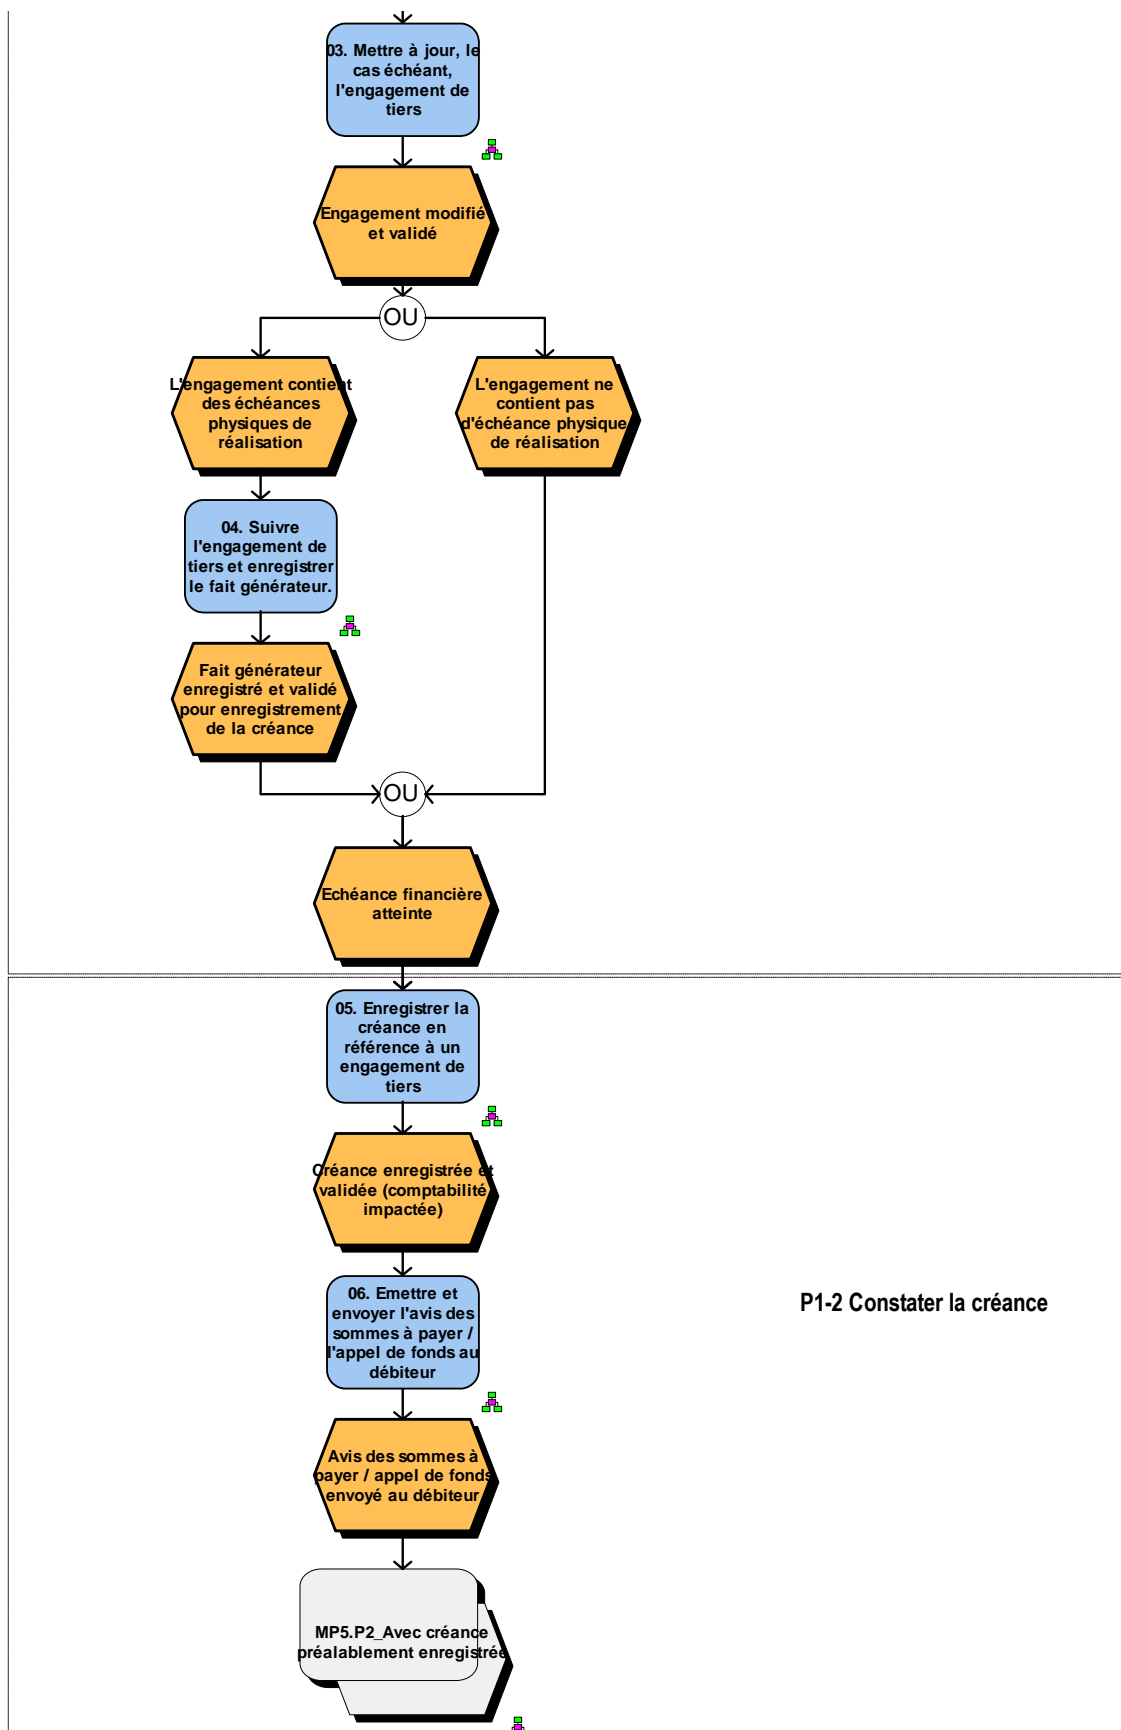 03. Mettre à jour, le
cas échéant,
l'engagement de
tiers
Engagement modifié
et validé
OU
L'engagement contient
des échéances
physiques de
réalisation
L'engagement ne
contient pas
d'échéance physique
de réalisation
04. Suivre
l'engagement de
tiers et enregistrer
le fait générateur.
Fait générateur
enregistré et validé
pour enregistrement
de la créance
OU
Echéance financière
atteinte
05. Enregistrer la
créance en
référence à un
engagement de
tiers
Créance enregistrée et
validée (comptabilité
impactée)
06. Emettre et
envoyer l'avis des
sommes à payer /
l'appel de fonds au
débiteur
P1-2 Constater la créance
Avis des sommes à
payer / appel de fonds
envoyé au débiteur
MP5.P2_Avec créance
préalablement enregistrée